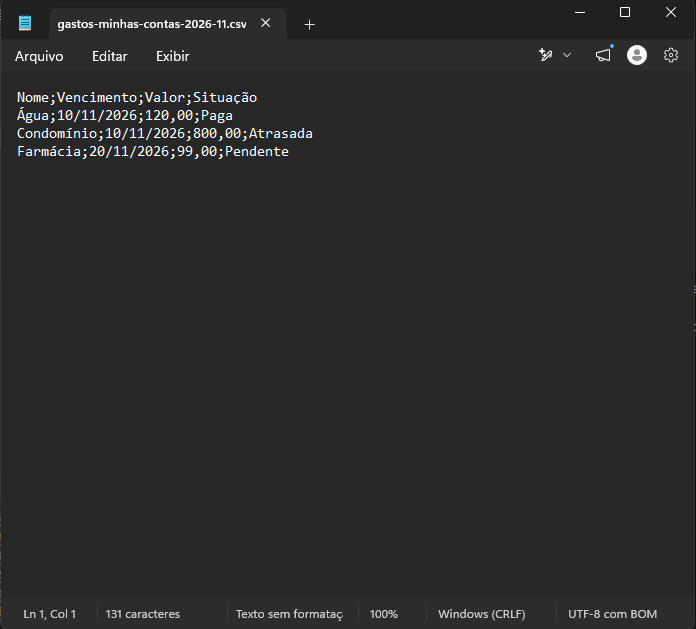 gastos-minhas-contas-2026-11.csv
Arquivo Editar Exibir
Nome;Vencimento;Valor;Situação
Água;10/11/2026;120,00;Paga
Condomínio;10/11/2026;800,00;Atrasada
Farmácia;20/11/2026;99,00;Pendente
Ln 1, Col 1 131 caracteres Texto sem formataç 100% Windows (CRLF) UTF-8 com BOM